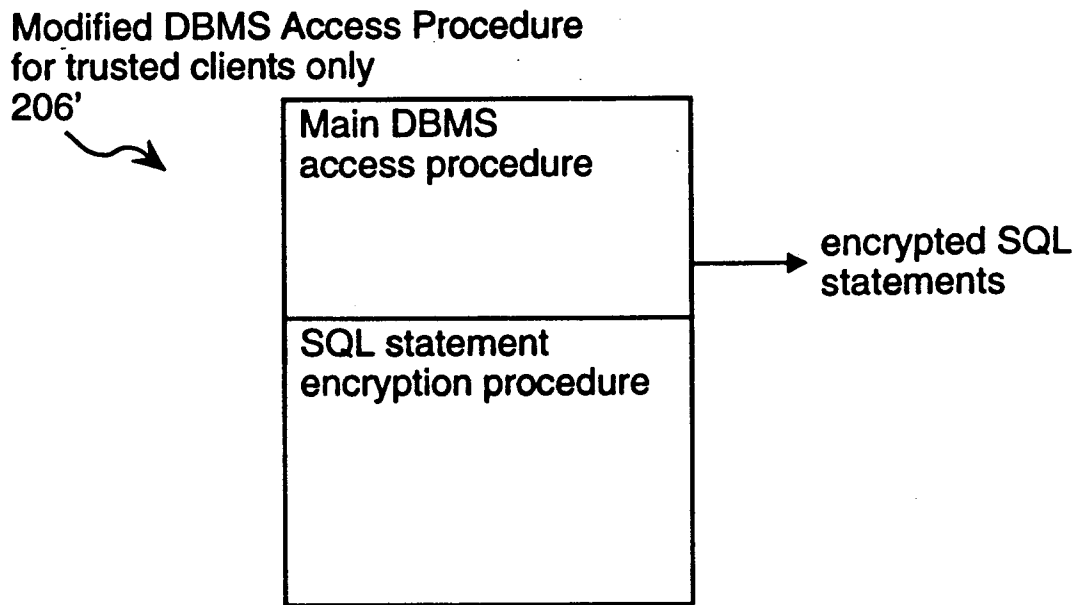 Modified DBMS Access Procedure
for trusted clients only
206'
Main DBMS
access procedure
encrypted SQL
statements
SQL statement
encryption procedure